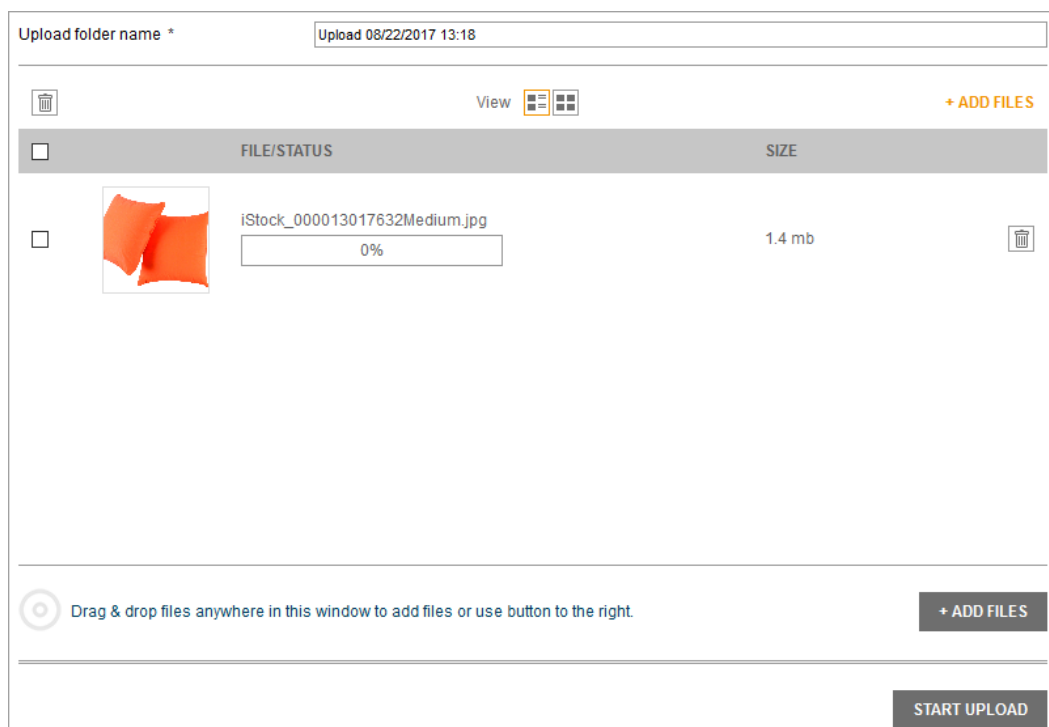 Upload folder name *
Upload 08/22/2017 13:18
View
+ ADD FILES
FILE/STATUS
SIZE
iStock_000013017632Medium.jpg
0%
1.4 mb
Drag & drop files anywhere in this window to add files or use button to the right.
+ ADD FILES
START UPLOAD